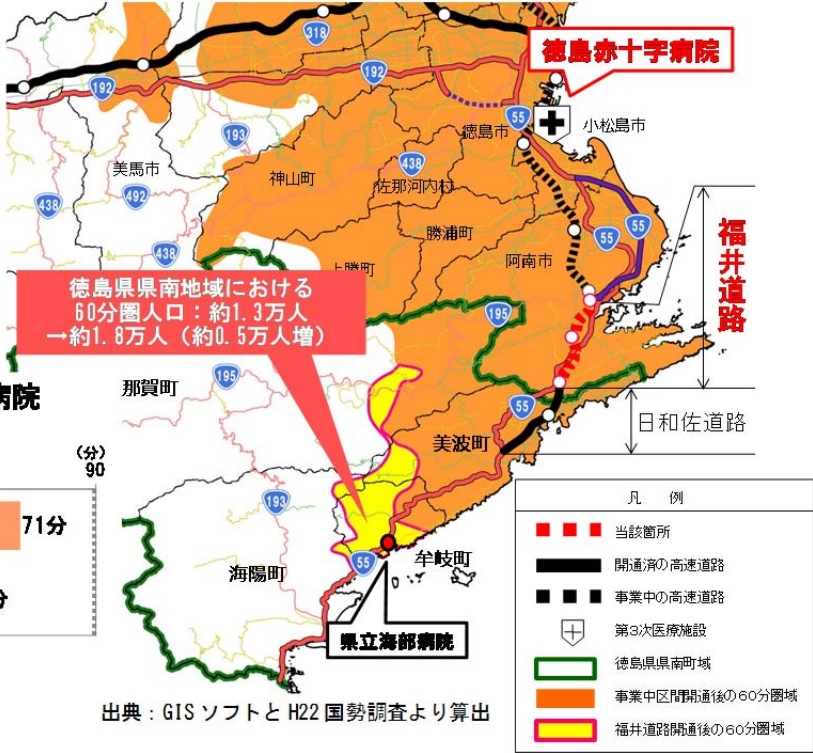 318
徳島赤十字病院
192
192
55
小松島市
徳島市
193
438
美馬市
神山町
佐那河内村
492
438
勝浦町
55
55
福井道路
438
阿南市
上勝町
徳島県県南地域における
60分圏人口：約1.3万人
→約1.8万人（約0.5万人増）
195
病院
那賀町
195
55
日和佐道路
美波町
(分)
90
凡 例
193
71分
当該箇所
開通済の高速道路
55
牟岐町
海陽町
事業中の高速道路
分
第3次医療施設
県立海部病院
徳島県県南町域
事業中区間開通後の60分圏域
福井道路開通後の60分圏域
出典：GISソフトとH22国勢調査より算出